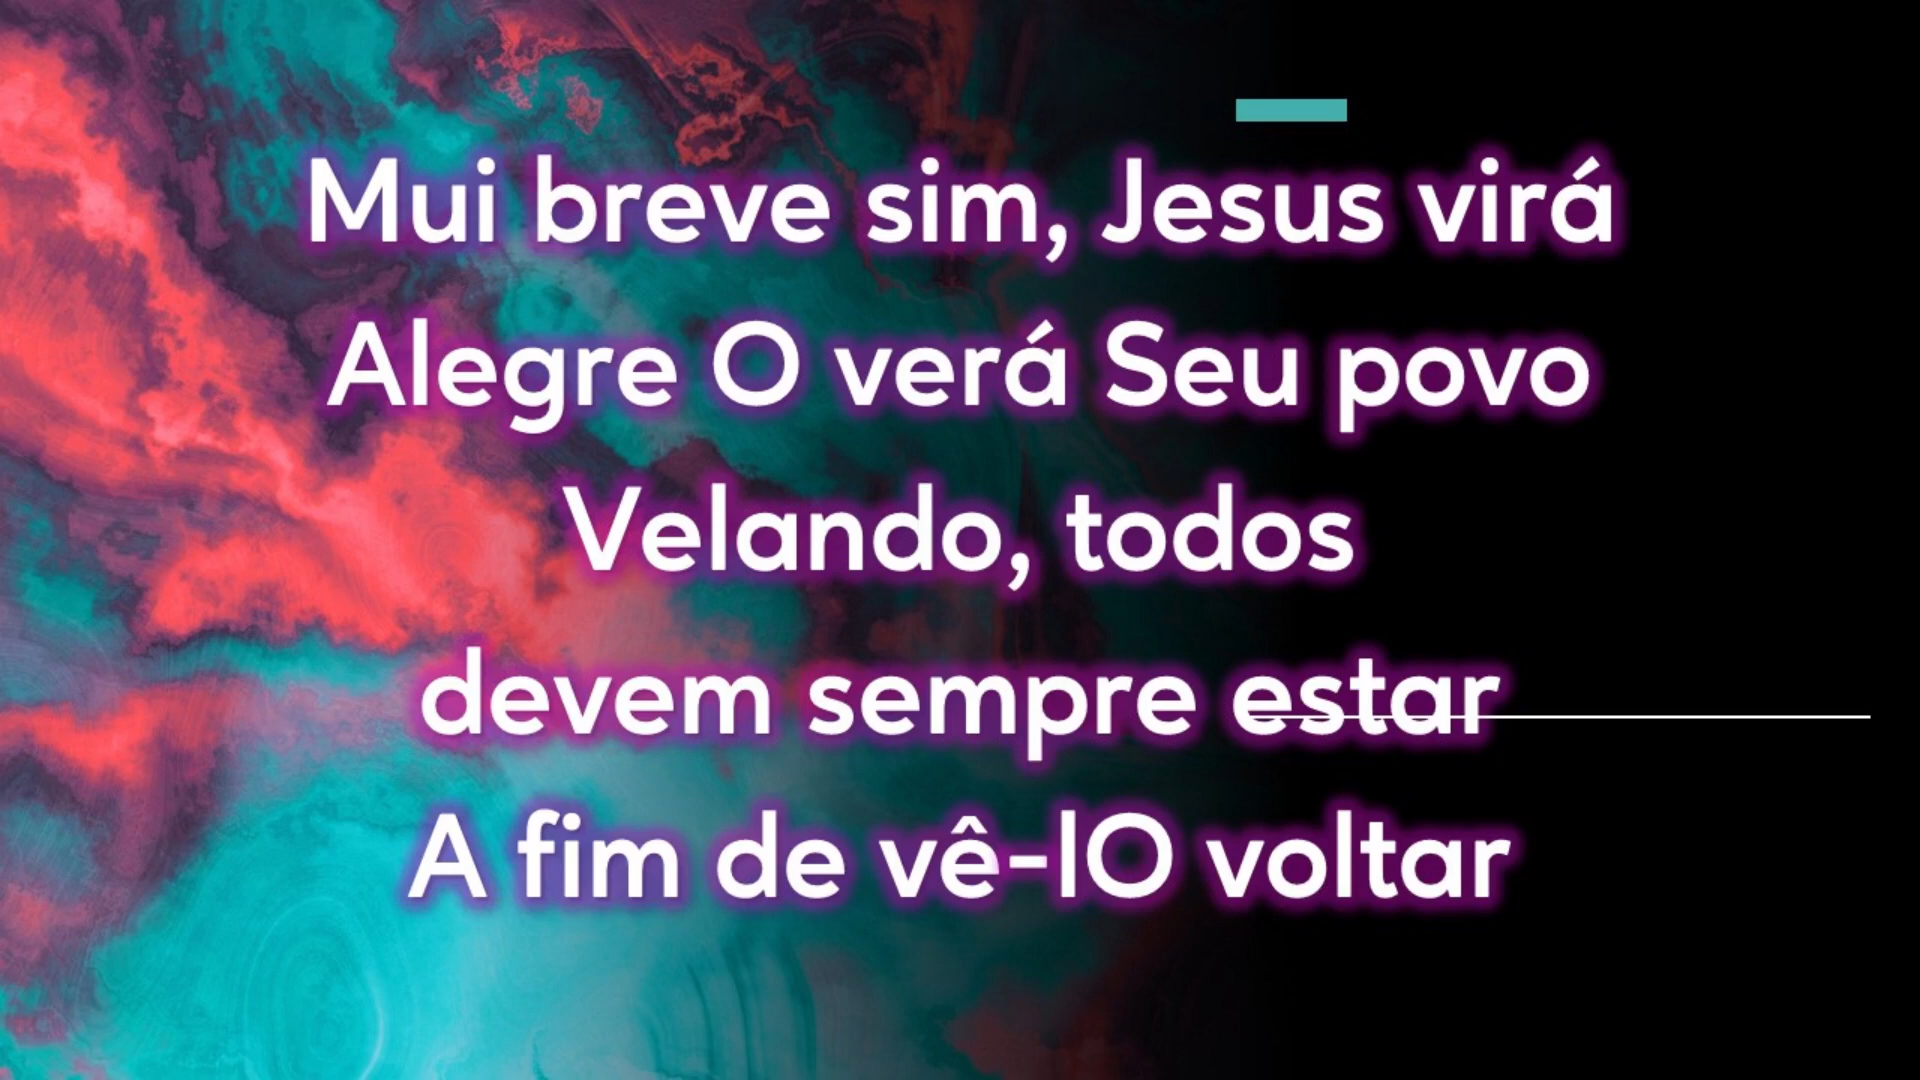 Mui breve sim, Jesus virá
Alegre O verá Seu povo
Velando, todos
devem sempre estar
A fim de vê-lO voltar